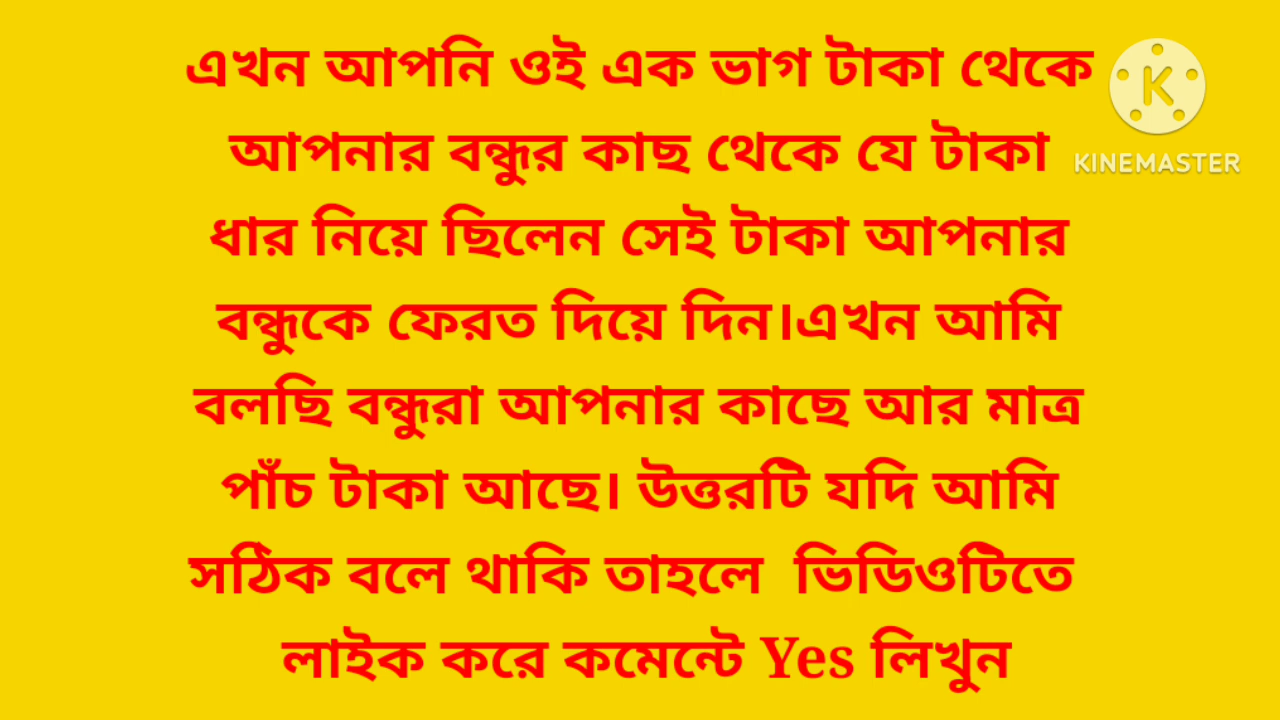 এখন আপনি ওই এক ভাগ টাকা থেকে
আপনার বন্ধুর কাছ থেকে যে টাকা
ধার নিয়ে ছিলেন সেই টাকা আপনার
বন্ধুকে ফেরত দিয়ে দিন।এখন আমি
বলছি বন্ধুরা আপনার কাছে আর মাত্র
পাঁচ টাকা আছে। উত্তরটি যদি আমি
সঠিক বলে থাকি তাহলে ভিডিওটিতে
লাইক করে কমেন্টে Yes লিখুন
K
KINEMASTER